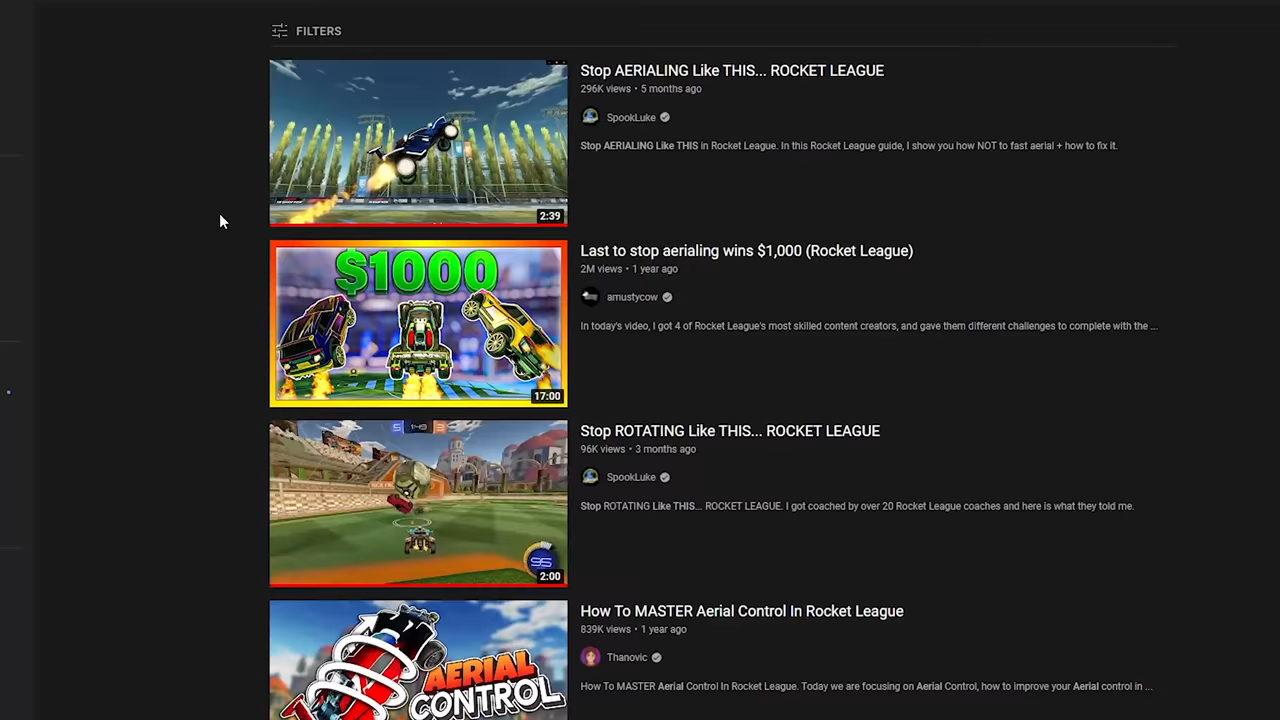 FILTERS
Stop AERIALING Like THIS... ROCKET LEAGUE
296K views • 5 months ago
SpookLuke
Stop AERIALING Like THIS in Rocket League. In this Rocket League guide, I show you how NOT to fast aerial + how to fix it.
2:39
$1000
Last to stop aerialing wins $1,000 (Rocket League)
2M views • 1 year ago
amustycow
In today's video, I got 4 of Rocket League's most skilled content creators, and gave them different challenges to complete with the ...
17:00
Stop ROTATING Like THIS... ROCKET LEAGUE
96K views • 3 months ago
SpookLuke
Stop ROTATING Like THIS... ROCKET LEAGUE. I got coached by over 20 Rocket League coaches and here is what they told me.
2:00
How To MASTER Aerial Control In Rocket League
839K views • 1 year ago
Thanovic
How To MASTER Aerial Control In Rocket League. Today we are focusing on Aerial Control, how to improve your Aerial control in ...
AERIAL
CONTROL